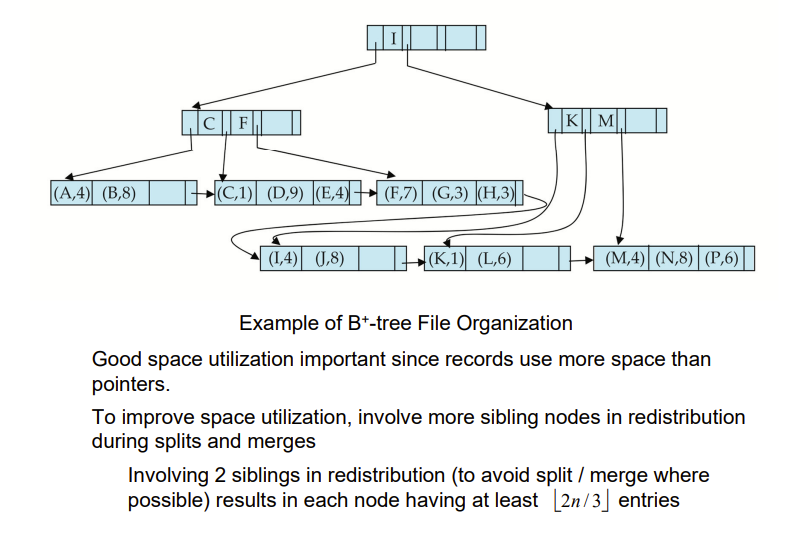 I
C F
K M
(A,4) (B,8)
(C,1) (D,9) (E,4)
(F,7) (G,3) (H,3)
(I,4) (J,8)
(K,1) (L,6)
(M,4) (N,8) (P,6)
Example of B⁺-tree File Organization
Good space utilization important since records use more space than
pointers.
To improve space utilization, involve more sibling nodes in redistribution
during splits and merges
Involving 2 siblings in redistribution (to avoid split / merge where
possible) results in each node having at least ⌊2n/3⌋ entries